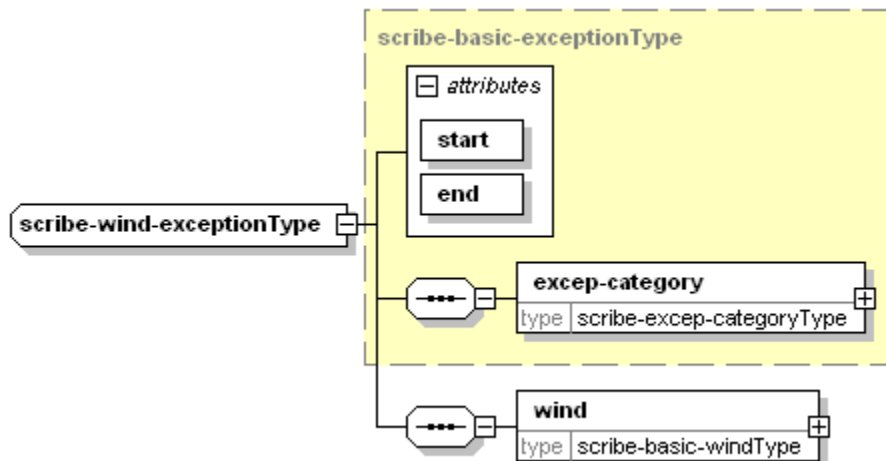 scribe-basic-exceptionType
attributes
start
end
scribe-wind-exceptionType
excep-category
type scribe-excep-categoryType
wind
type scribe-basic-windType